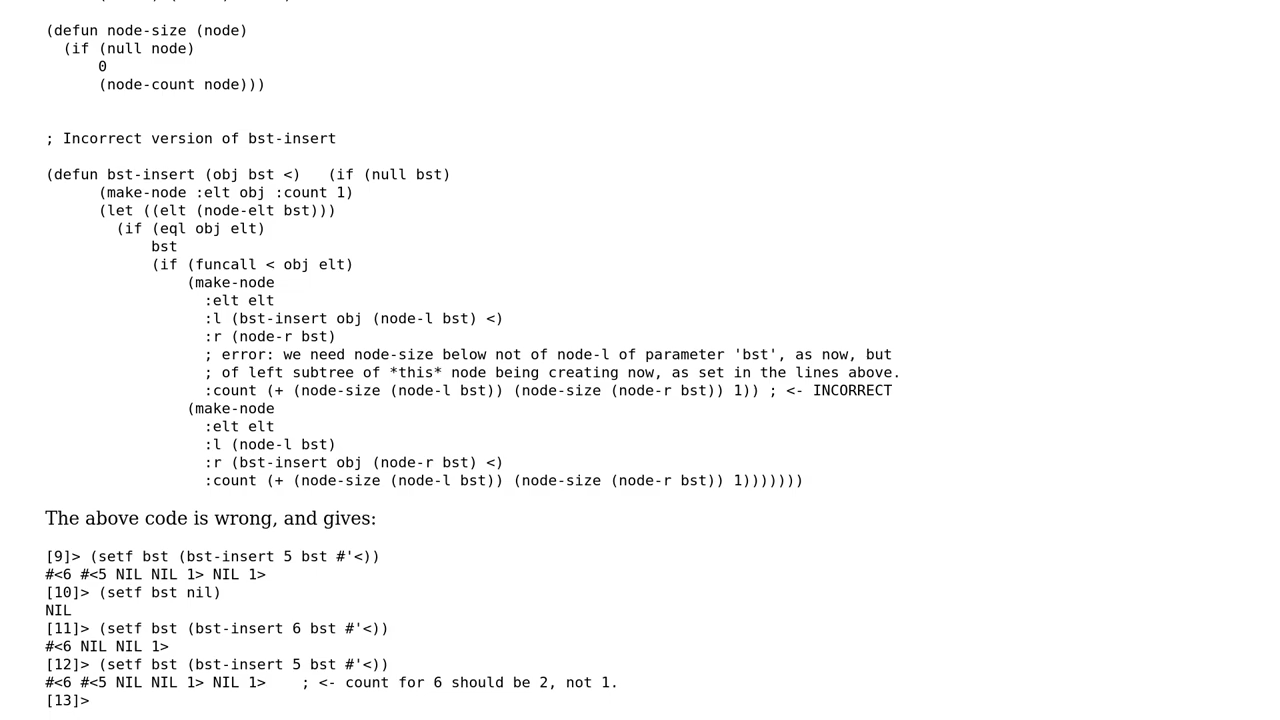 (defun node-size (node)
  (if (null node)
      0
      (node-count node)))
; Incorrect version of bst-insert
(defun bst-insert (obj bst <)   (if (null bst)
      (make-node :elt obj :count 1)
      (let ((elt (node-elt bst)))
        (if (eql obj elt)
            bst
            (if (funcall < obj elt)
                (make-node
                  :elt elt
                  :l (bst-insert obj (node-l bst) <)
                  :r (node-r bst)
                  ; error: we need node-size below not of node-l of parameter 'bst', as now, but
                  ; of left subtree of *this* node being creating now, as set in the lines above.
                  :count (+ (node-size (node-l bst)) (node-size (node-r bst)) 1)) ; <- INCORRECT
                (make-node
                  :elt elt
                  :l (node-l bst)
                  :r (bst-insert obj (node-r bst) <)
                  :count (+ (node-size (node-l bst)) (node-size (node-r bst)) 1)))))))
The above code is wrong, and gives:
[9]> (setf bst (bst-insert 5 bst #'<))
#<6 #<5 NIL NIL 1> NIL 1>
[10]> (setf bst nil)
NIL
[11]> (setf bst (bst-insert 6 bst #'<))
#<6 NIL NIL 1>
[12]> (setf bst (bst-insert 5 bst #'<))
#<6 #<5 NIL NIL 1> NIL 1>    ; <- count for 6 should be 2, not 1.
[13]>